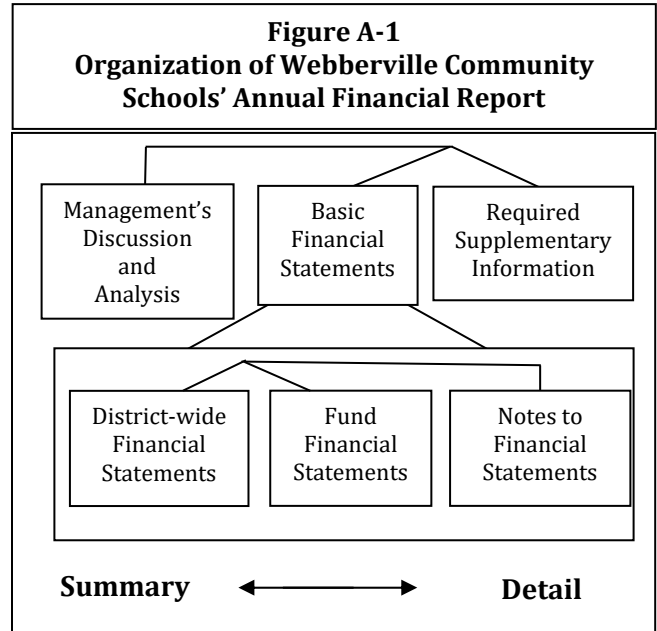 Figure A-1
Organization of Webberville Community
Schools’ Annual Financial Report
Management’s
Discussion
and
Analysis
Basic
Financial
Statements
Required
Supplementary
Information
District-wide
Financial
Statements
Fund
Financial
Statements
Notes to
Financial
Statements
Summary
Detail